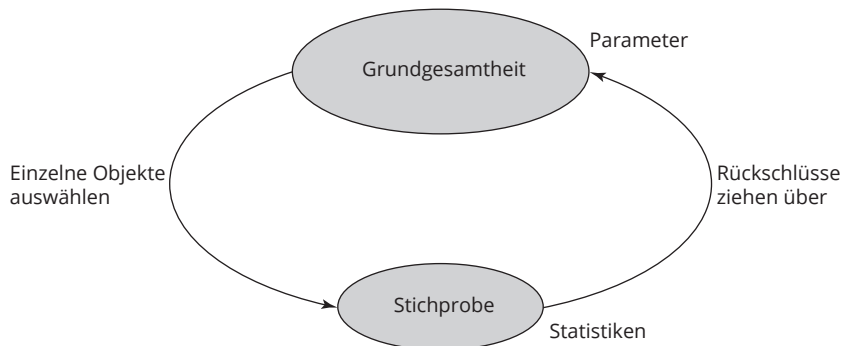 Parameter
Grundgesamtheit
Einzelne Objekte
auswählen
Rückschlüsse
ziehen über
Stichprobe
Statistiken